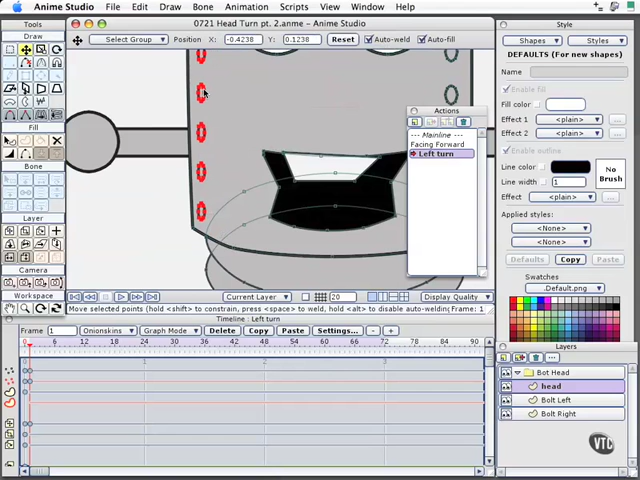 Anime Studio File Edit Draw Bone Animation Scripts View Window Help
0721 Head Turn pt. 2.anme - Anime Studio
Select Group Position X: -0.4238 Y: 0.1238 Reset Auto-weld Auto-fill
Tools
Draw
Fill
Bone
Layer
Camera
Workspace
Actions
-- Mainline --
Facing Forward
Left turn
Style
Shapes Styles
DEFAULTS (For new shapes)
Name
Enable fill
Fill color
Effect 1 <plain>
Effect 2 <plain>
Enable outline
Line color
Line width 1
No Brush
Effect <plain>
Applied styles:
<None>
<None>
Defaults Copy Paste
Swatches
.Default.png
Layers
Bot Head
head
Bolt Left
Bolt Right
Current Layer 20 Display Quality
Move selected points (hold <shift> to constrain, press <space> to weld, hold <alt> to disable auto-welding Frame: 1
Timeline : Left turn
Frame 1 Onionskins Graph Mode Delete Copy Paste Settings... - +
0 6 12 18 24 30 36 42 48 54 60 66 72 78 84 90
1 2 3
VTC